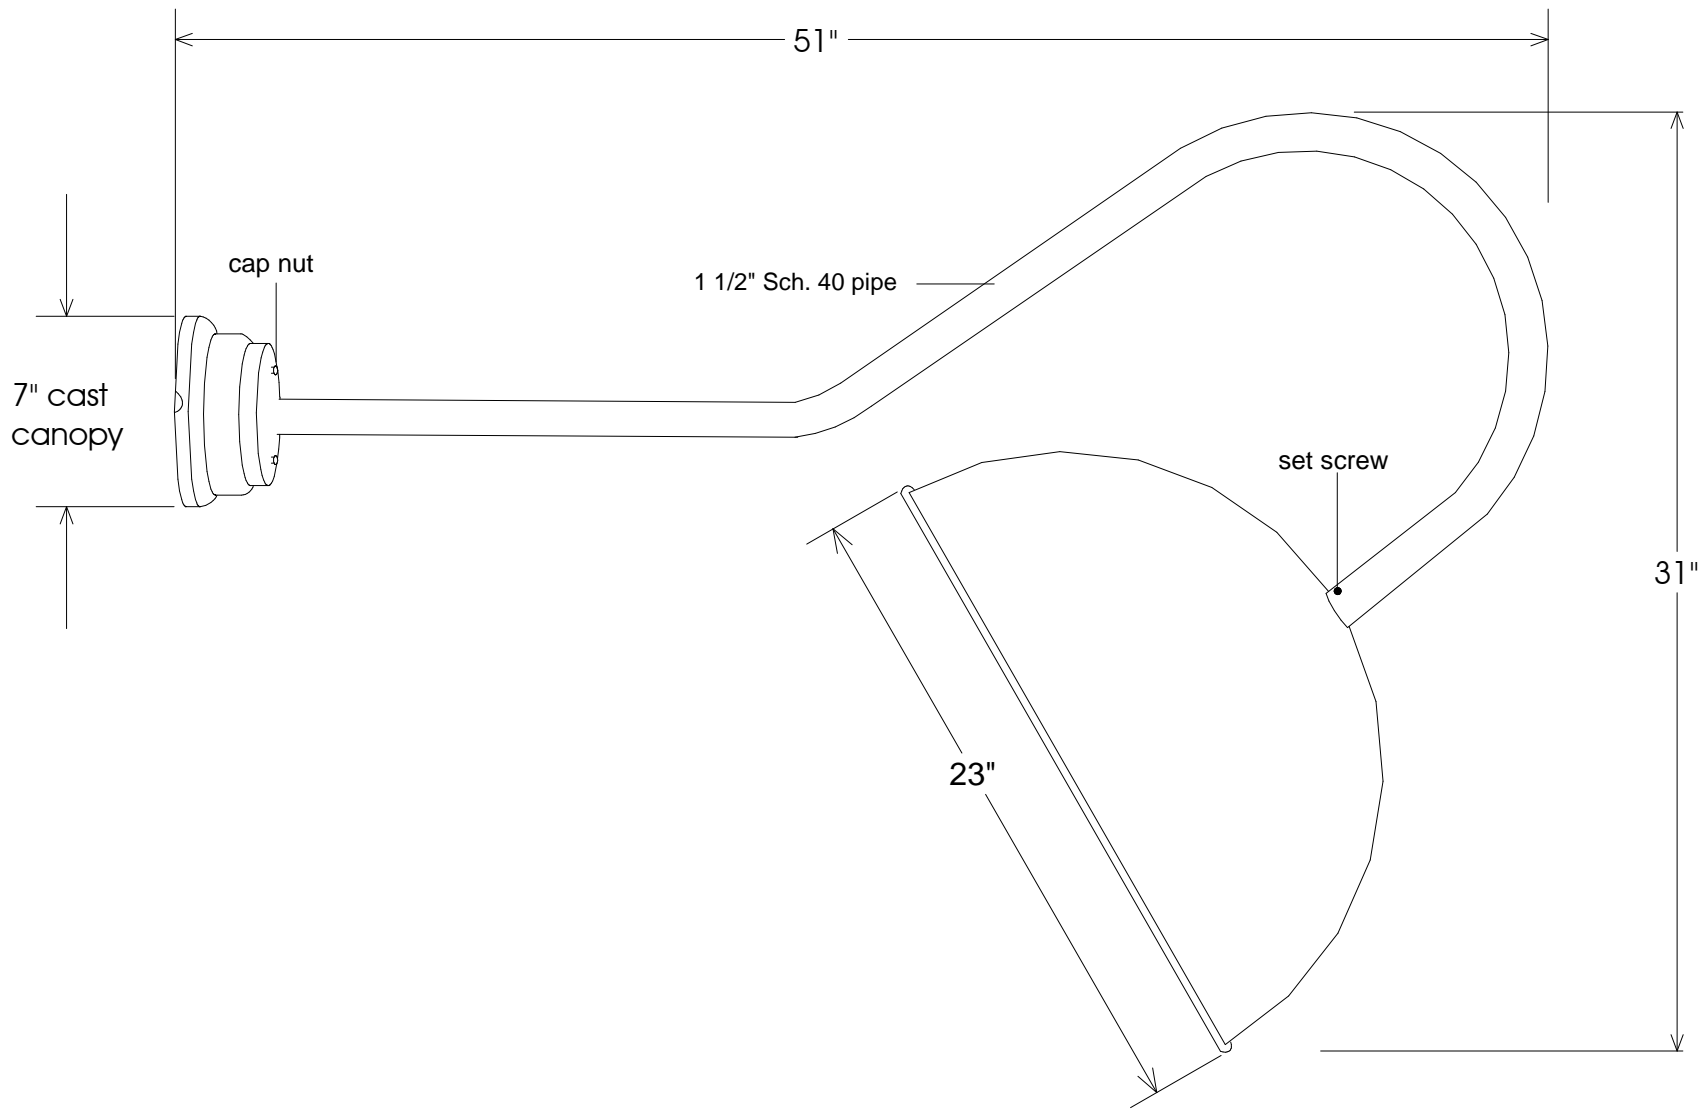 51"
cap nut
1 1/2" Sch. 40 pipe
7" cast
canopy
set screw
31"
23"